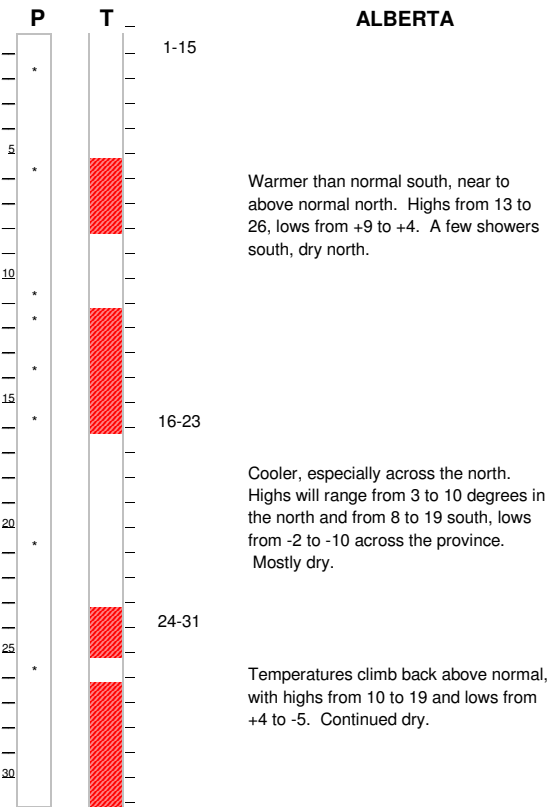 P T ALBERTA
1-15
*
5
*
Warmer than normal south, near to
above normal north. Highs from 13 to
26, lows from +9 to +4. A few showers
south, dry north.
10
*
*
*
15
*
16-23
Cooler, especially across the north.
Highs will range from 3 to 10 degrees in
the north and from 8 to 19 south, lows
from -2 to -10 across the province.
Mostly dry.
20
*
24-31
25
*
Temperatures climb back above normal,
with highs from 10 to 19 and lows from
+4 to -5. Continued dry.
30